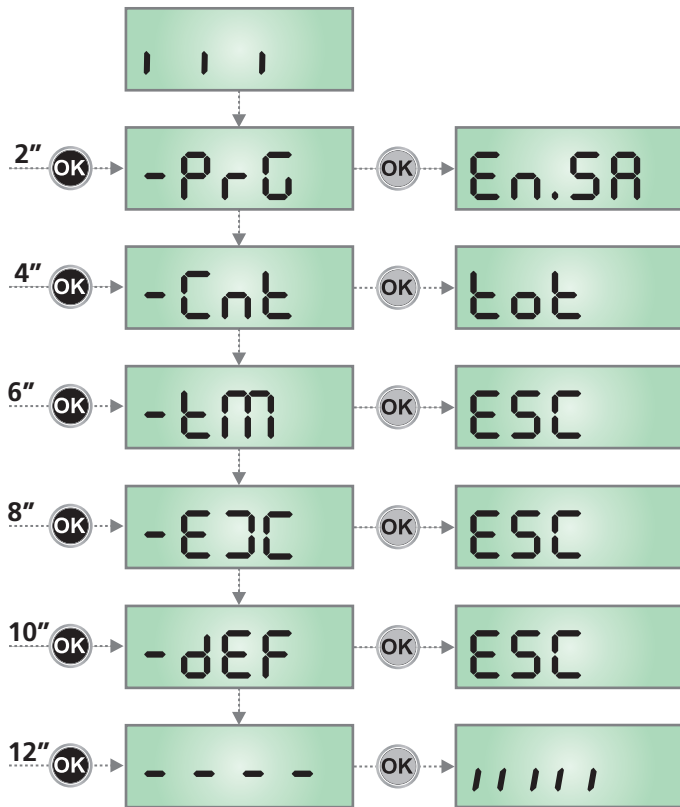 ı ı ı
2” OK -PrG OK En.SA
4” OK -Cnt OK tot
6” OK -tM OK ESC
8” OK -EJC OK ESC
10” OK -dEF OK ESC
12” OK - - - - OK ı ı ı ı ı